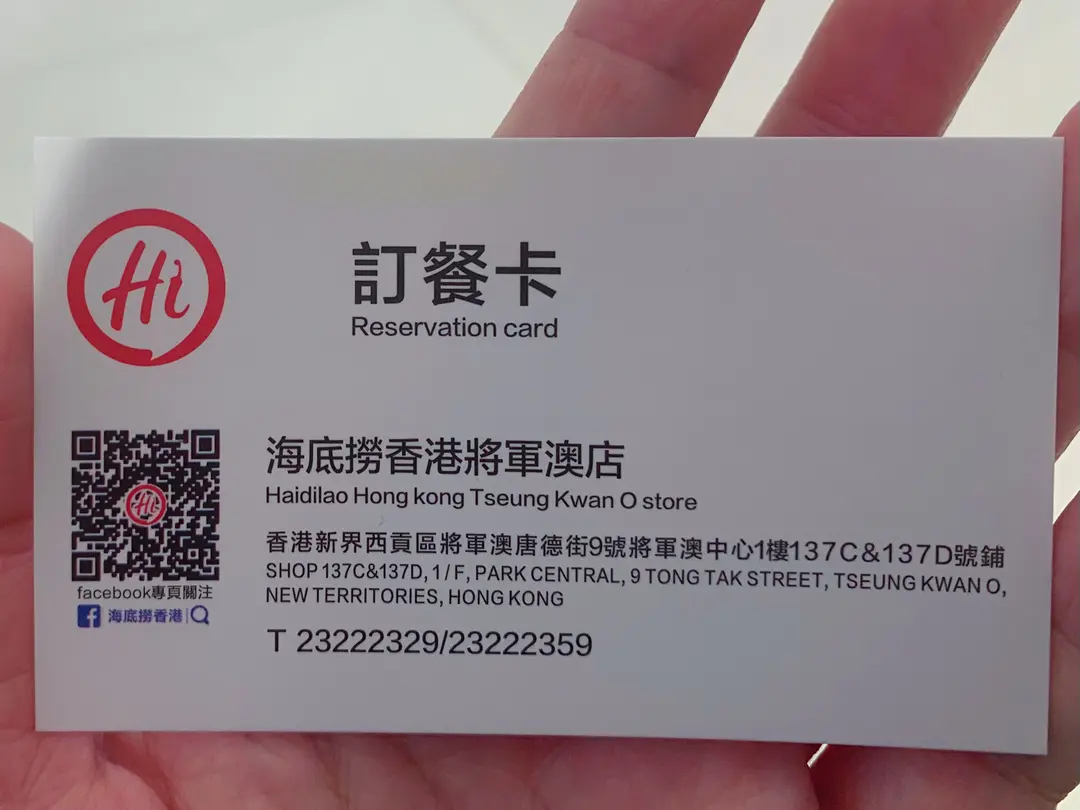 Hi
訂餐卡
Reservation card
Hi
facebook專頁關注
海底撈香港
海底撈香港將軍澳店
Haidilao Hong kong Tseung Kwan O store
香港新界西貢區將軍澳唐德街9號將軍澳中心1樓137C&137D號鋪
SHOP 137C&137D, 1 / F, PARK CENTRAL, 9 TONG TAK STREET, TSEUNG KWAN O,
NEW TERRITORIES, HONG KONG
T 23222329/23222359